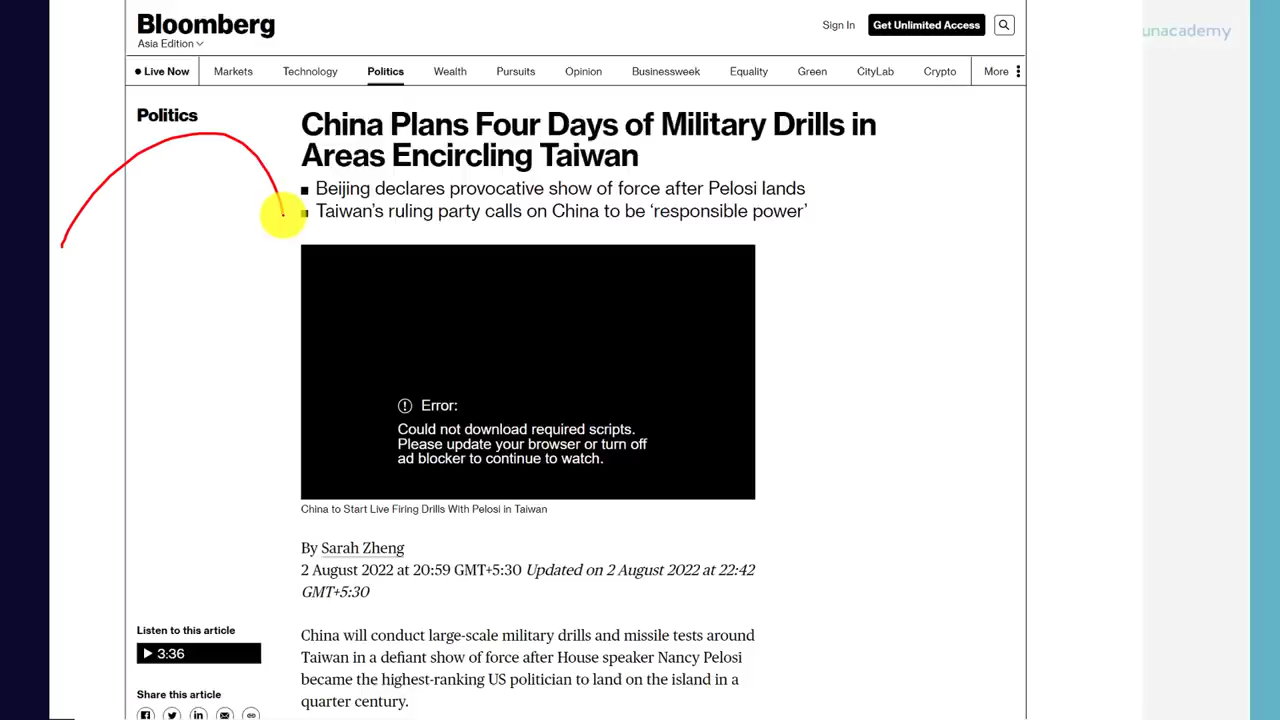 Bloomberg
Asia Edition
Sign In
Get Unlimited Access
unacademy
Live Now
Markets
Technology
Politics
Wealth
Pursuits
Opinion
Businessweek
Equality
Green
CityLab
Crypto
More
Politics
China Plans Four Days of Military Drills in
Areas Encircling Taiwan
Beijing declares provocative show of force after Pelosi lands
Taiwan's ruling party calls on China to be ‘responsible power’
Error:
Could not download required scripts.
Please update your browser or turn off
ad blocker to continue to watch.
China to Start Live Firing Drills With Pelosi in Taiwan
By Sarah Zheng
2 August 2022 at 20:59 GMT+5:30 Updated on 2 August 2022 at 22:42
GMT+5:30
Listen to this article
3:36
China will conduct large-scale military drills and missile tests around
Taiwan in a defiant show of force after House speaker Nancy Pelosi
became the highest-ranking US politician to land on the island in a
quarter century.
Share this article